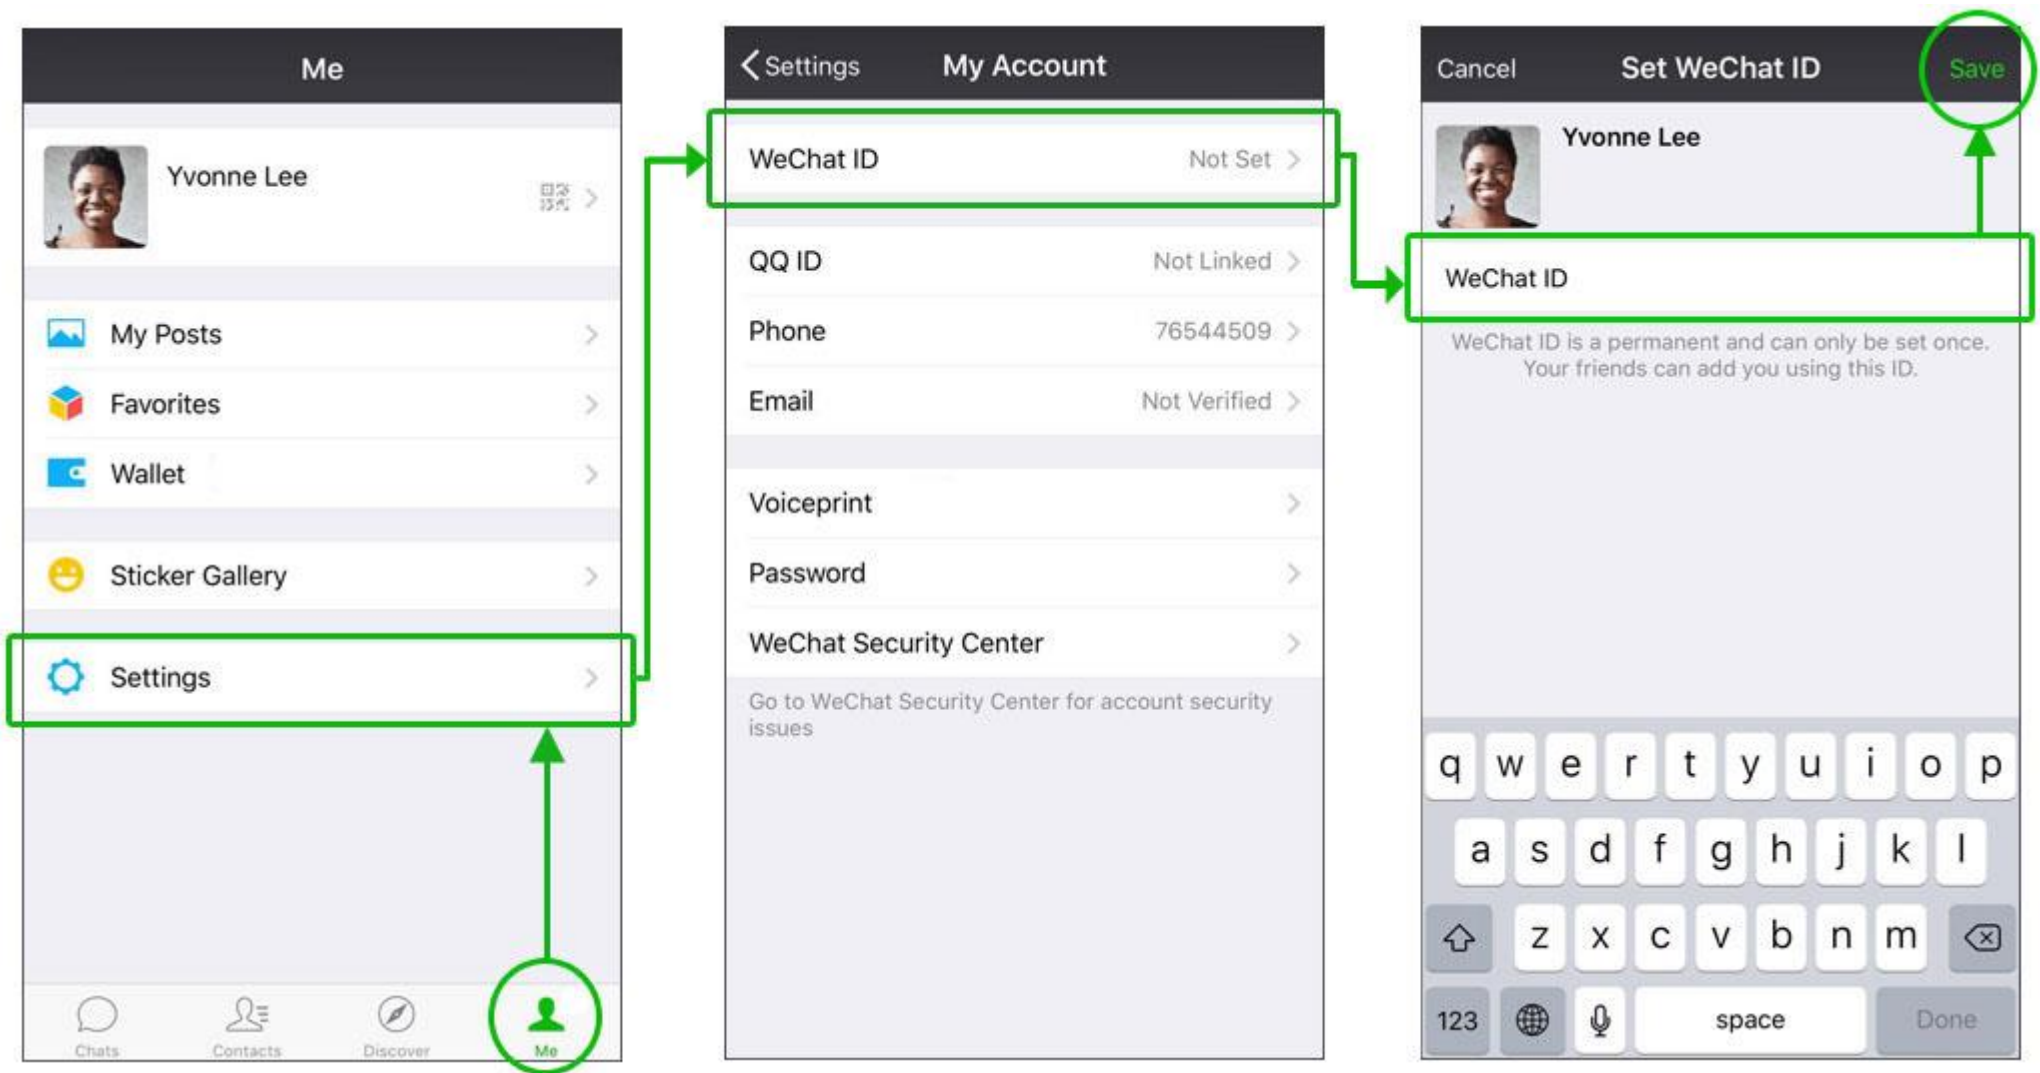 Me
Yvonne Lee
My Posts
Favorites
Wallet
Sticker Gallery
Settings
Chats
Contacts
Discover
Me
Settings
My Account
WeChat ID
Not Set
QQ ID
Not Linked
Phone
76544509
Email
Not Verified
Voiceprint
Password
WeChat Security Center
Go to WeChat Security Center for account security
issues
Cancel
Set WeChat ID
Save
Yvonne Lee
WeChat ID
WeChat ID is a permanent and can only be set once.
Your friends can add you using this ID.
q w e r t y u i o p
a s d f g h j k l
z x c v b n m
123
space
Done